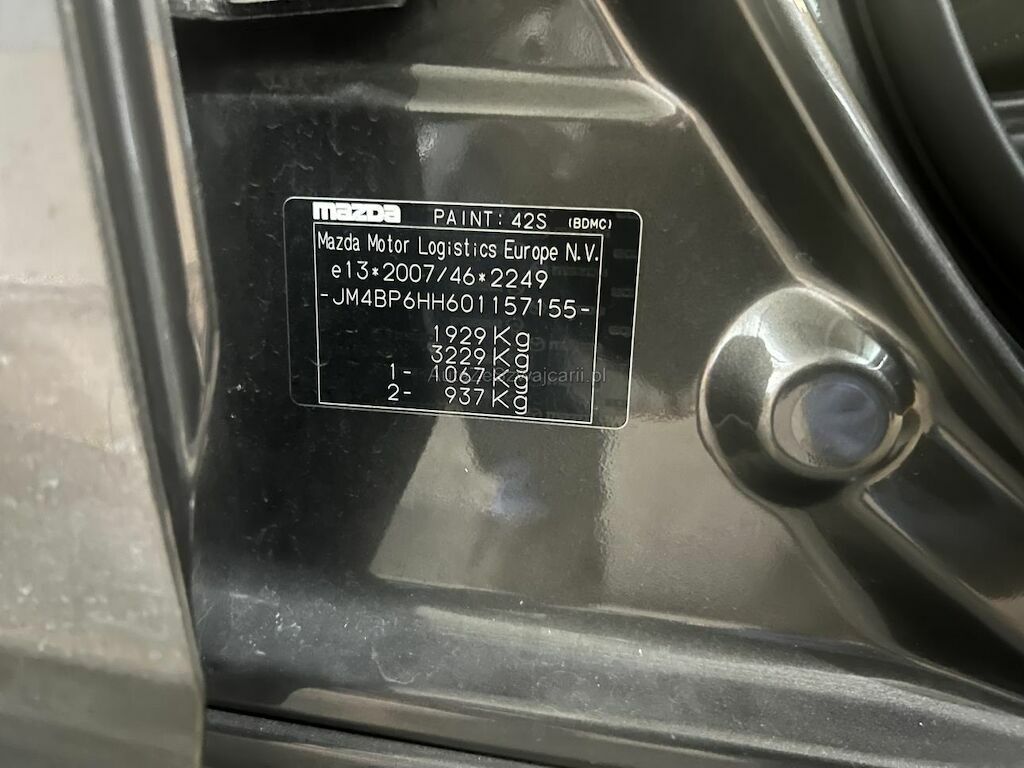 mazda PAINT: 42S (BDMC)
Mazda Motor Logistics Europe N.V.
e13*2007/46*2249
-JM4BP6HH601157155-
1929 Kg
3229 Kg
1- 1067 Kg
2- 937 Kg